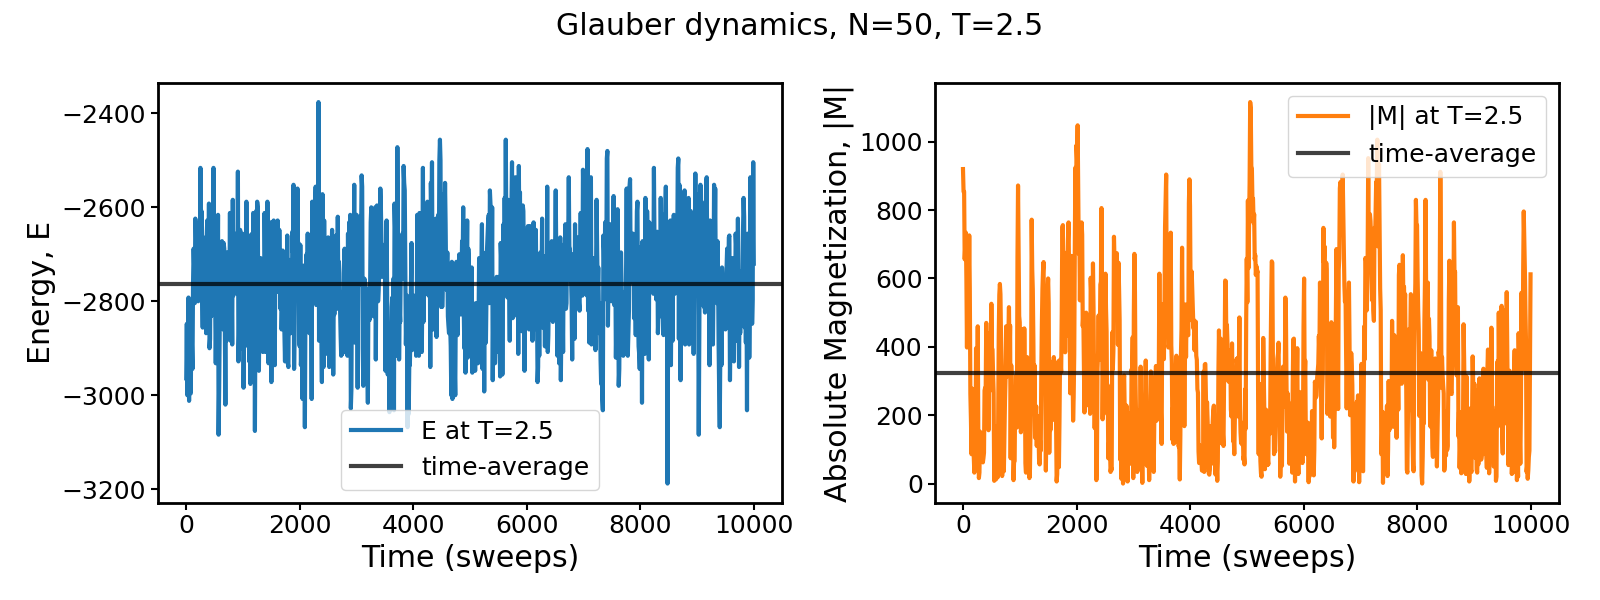 Glauber dynamics, N=50, T=2.5
Energy, E
−2400
−2600
−2800
−3000
−3200
E at T=2.5
time-average
0 2000 4000 6000 8000 10000
Time (sweeps)
Absolute Magnetization, |M|
1000
800
600
400
200
0
|M| at T=2.5
time-average
0 2000 4000 6000 8000 10000
Time (sweeps)